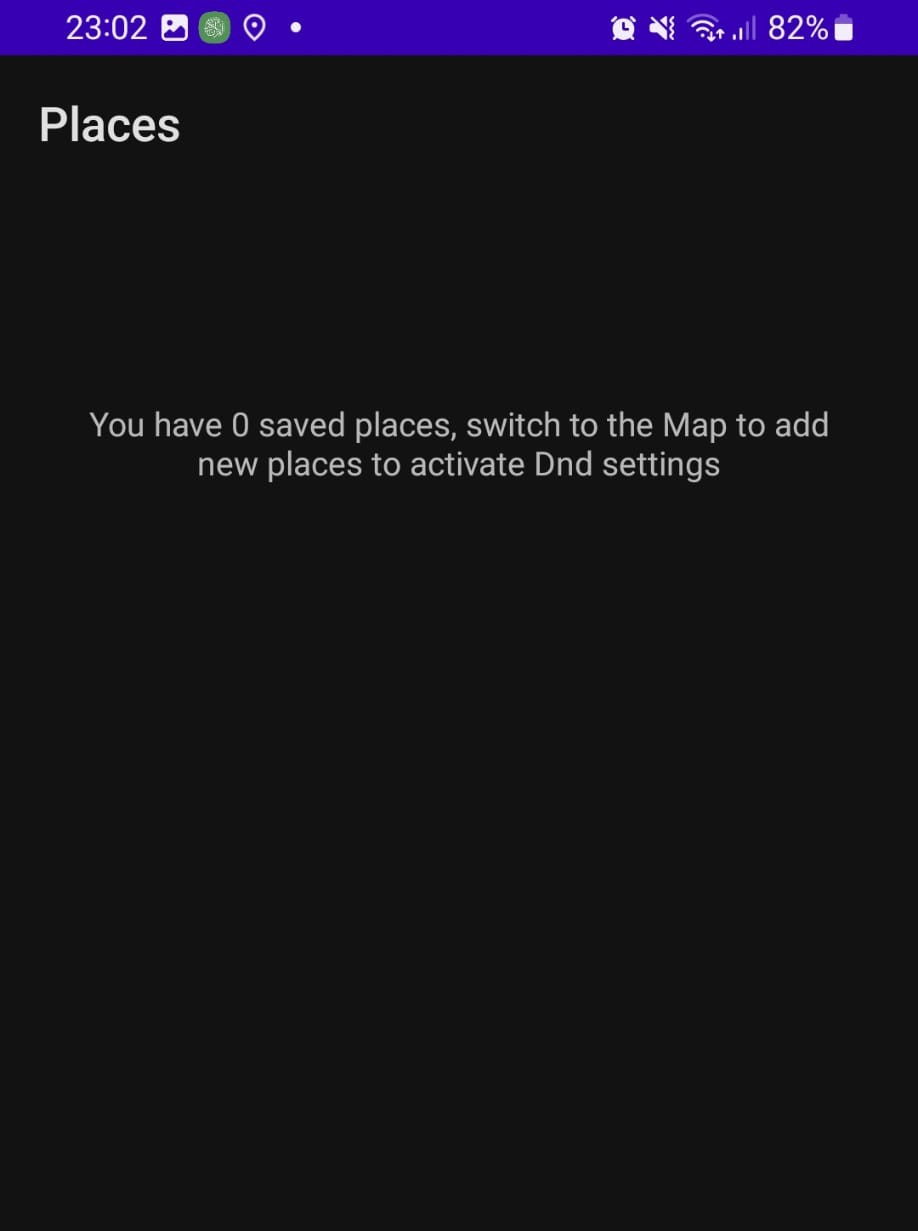 23:02
82%
Places
You have 0 saved places, switch to the Map to add
new places to activate Dnd settings